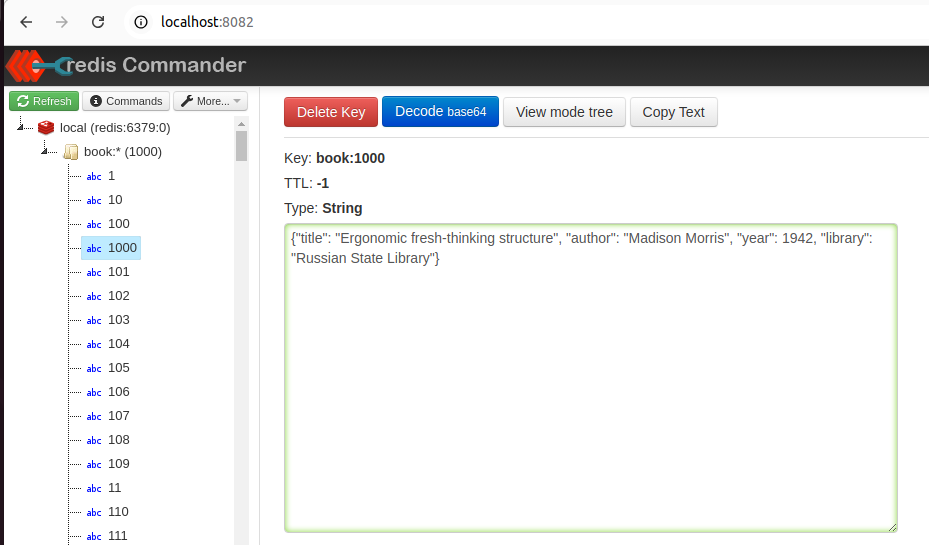 localhost:8082
redis Commander
Refresh Commands More...
local (redis:6379:0)
book:* (1000)
abc 1
abc 10
abc 100
abc 1000
abc 101
abc 102
abc 103
abc 104
abc 105
abc 106
abc 107
abc 108
abc 109
abc 11
abc 110
abc 111
Delete Key Decode base64 View mode tree Copy Text
Key: book:1000
TTL: -1
Type: String
{"title": "Ergonomic fresh-thinking structure", "author": "Madison Morris", "year": 1942, "library":
"Russian State Library"}